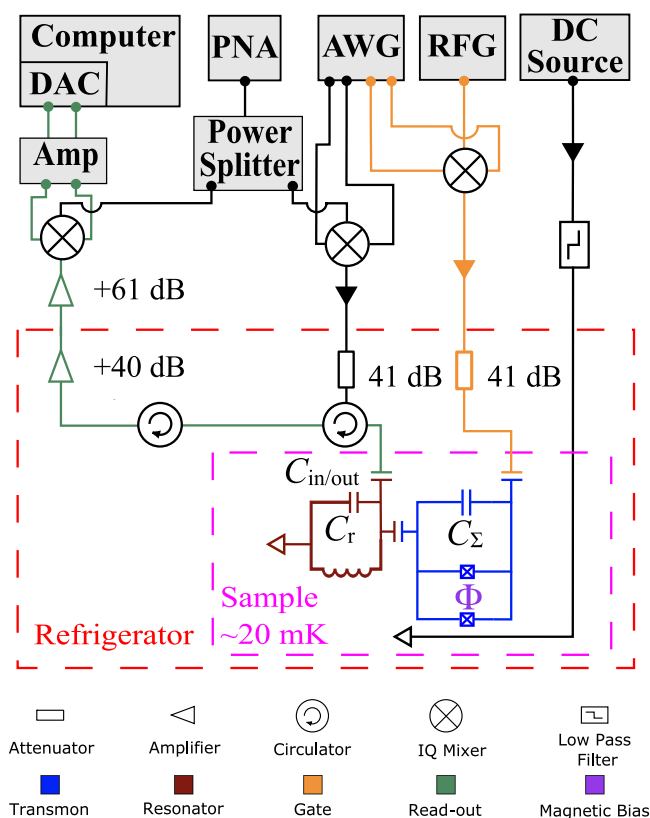 Computer
DAC
PNA
AWG
RFG
DC
Source
Amp
Power
Splitter
+61 dB
+40 dB
41 dB
41 dB
Cin/out
Cr
CΣ
Φ
Sample
~20 mK
Refrigerator
Attenuator
Amplifier
Circulator
IQ Mixer
Low Pass
Filter
Transmon
Resonator
Gate
Read-out
Magnetic Bias